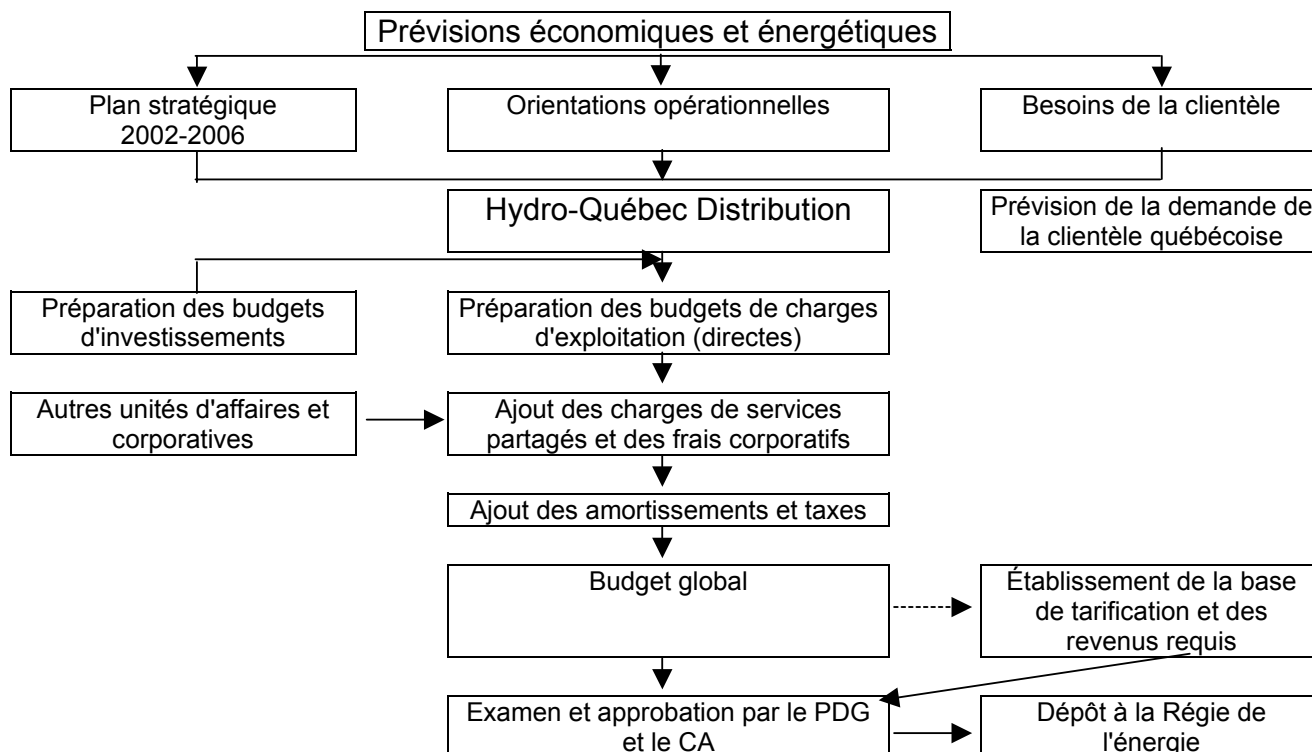 Prévisions économiques et énergétiques
Plan stratégique
2002-2006
Orientations opérationnelles
Besoins de la clientèle
Hydro-Québec Distribution
Prévision de la demande de
la clientèle québécoise
Préparation des budgets
d'investissements
Préparation des budgets de charges
d'exploitation (directes)
Autres unités d'affaires et
corporatives
Ajout des charges de services
partagés et des frais corporatifs
Ajout des amortissements et taxes
Budget global
Établissement de la base
de tarification et des
revenus requis
Examen et approbation par le PDG
et le CA
Dépôt à la Régie de
l'énergie